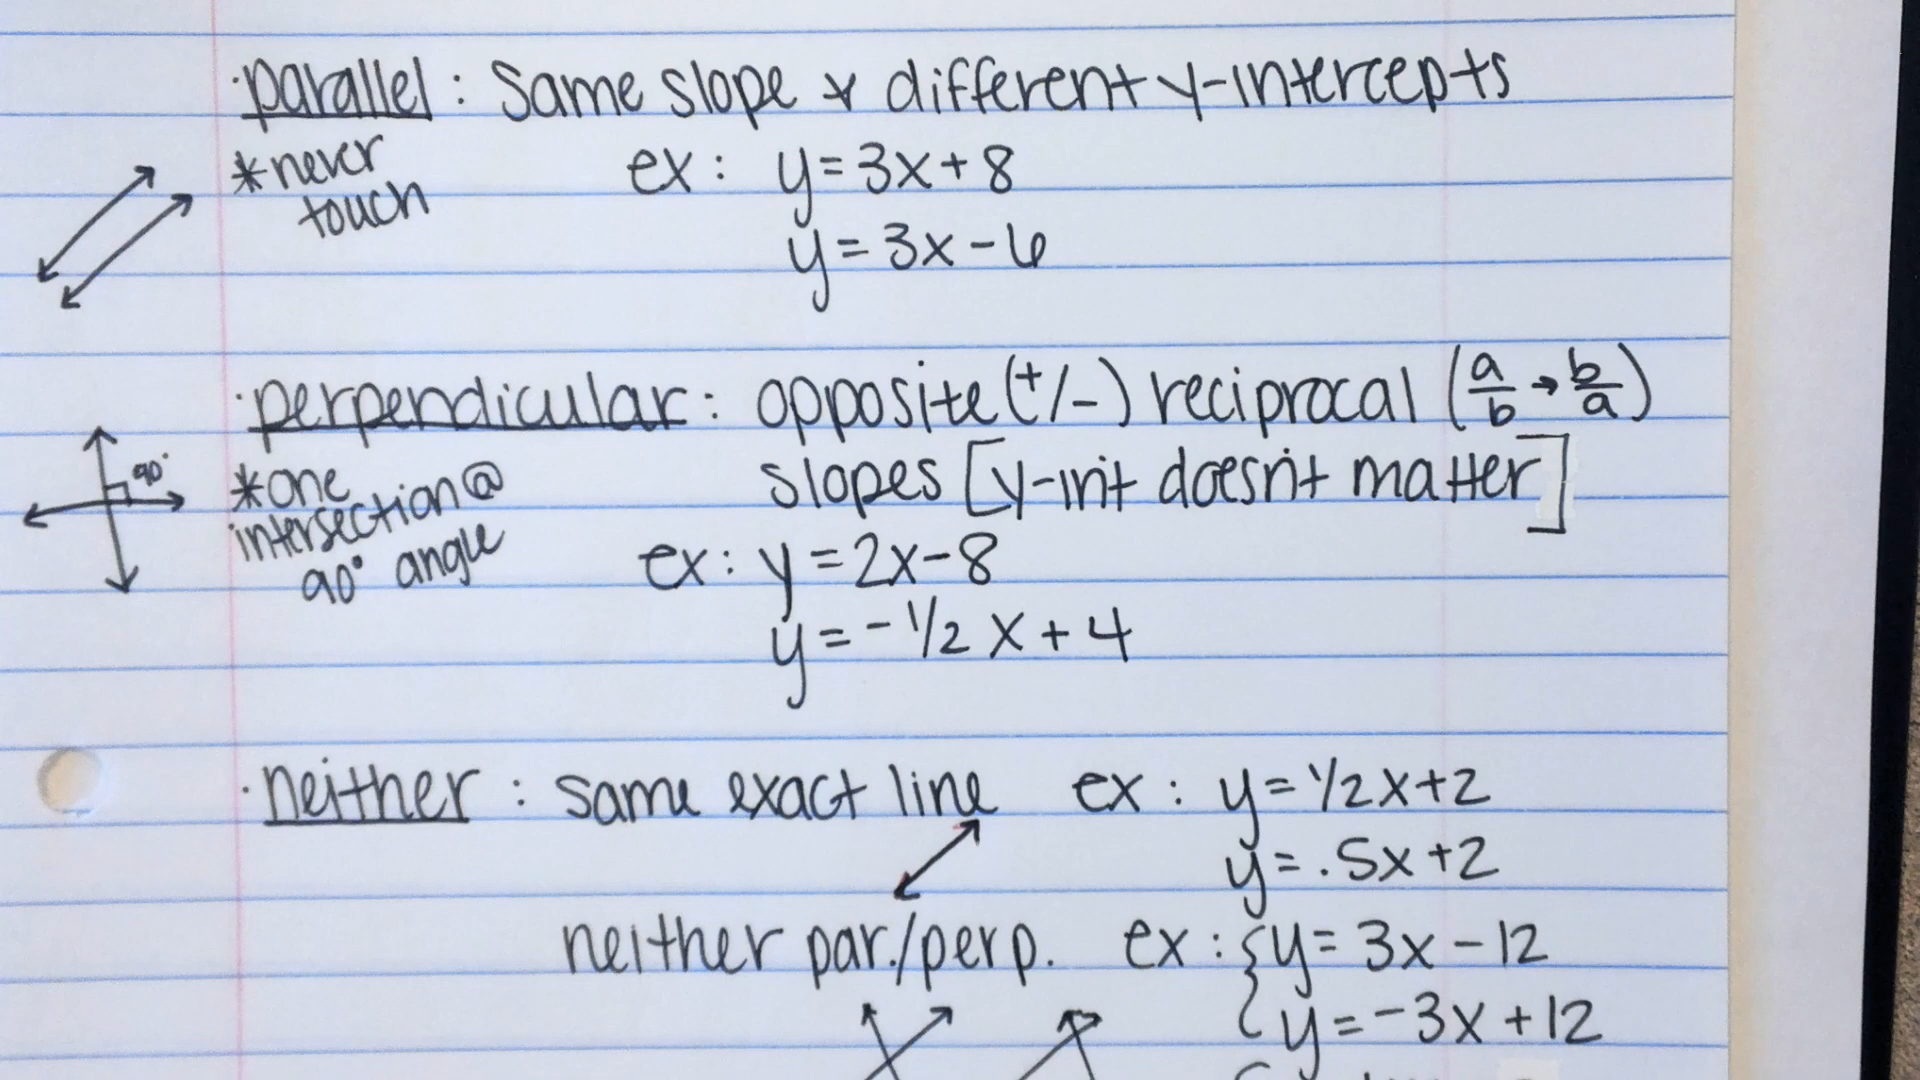 ·parallel: same slope & different y-intercepts
*never touch
ex: y=3x+8
y=3x-6
·perpendicular: opposite (+/-) reciprocal (a/b→b/a)
slopes [y-int doesn't matter]
90°
*one
intersection@
90° angle
ex: y=2x-8
y=-1/2x+4
·neither: same exact line ex: y=1/2x+2
y=.5x+2
neither par./perp. ex: {y=3x-12
y=-3x+12